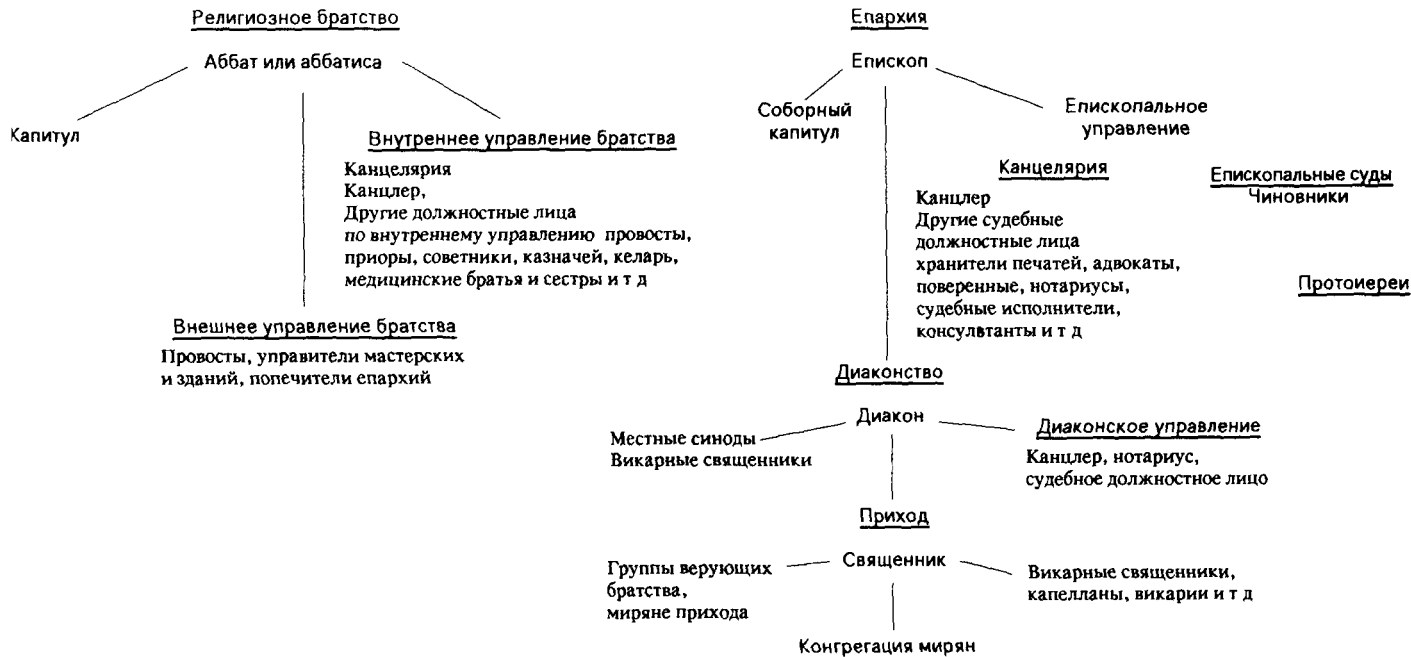 Религиозное братство
Аббат или аббатиса
Капитул
Внутреннее управление братства
Канцелярия
Канцлер,
Другие должностные лица
по внутреннему управлению провосты,
приоры, советники, казначей, келарь,
медицинские братья и сестры и т д
Внешнее управление братства
Провосты, управители мастерских
и зданий, попечители епархий
Епархия
Епископ
Соборный
капитул
Епископальное
управление
Канцелярия
Канцлер
Другие судебные
должностные лица
хранители печатей, адвокаты,
поверенные, нотариусы,
судебные исполнители,
консультанты и т д
Епископальные суды
Чиновники
Протоиереи
Диаконство
Диакон
Местные синоды
Викарные священники
Диаконское управление
Канцлер, нотариус,
судебное должностное лицо
Приход
Священник
Группы верующих
братства,
миряне прихода
Викарные священники,
капелланы, викарии и т д
Конгрегация мирян